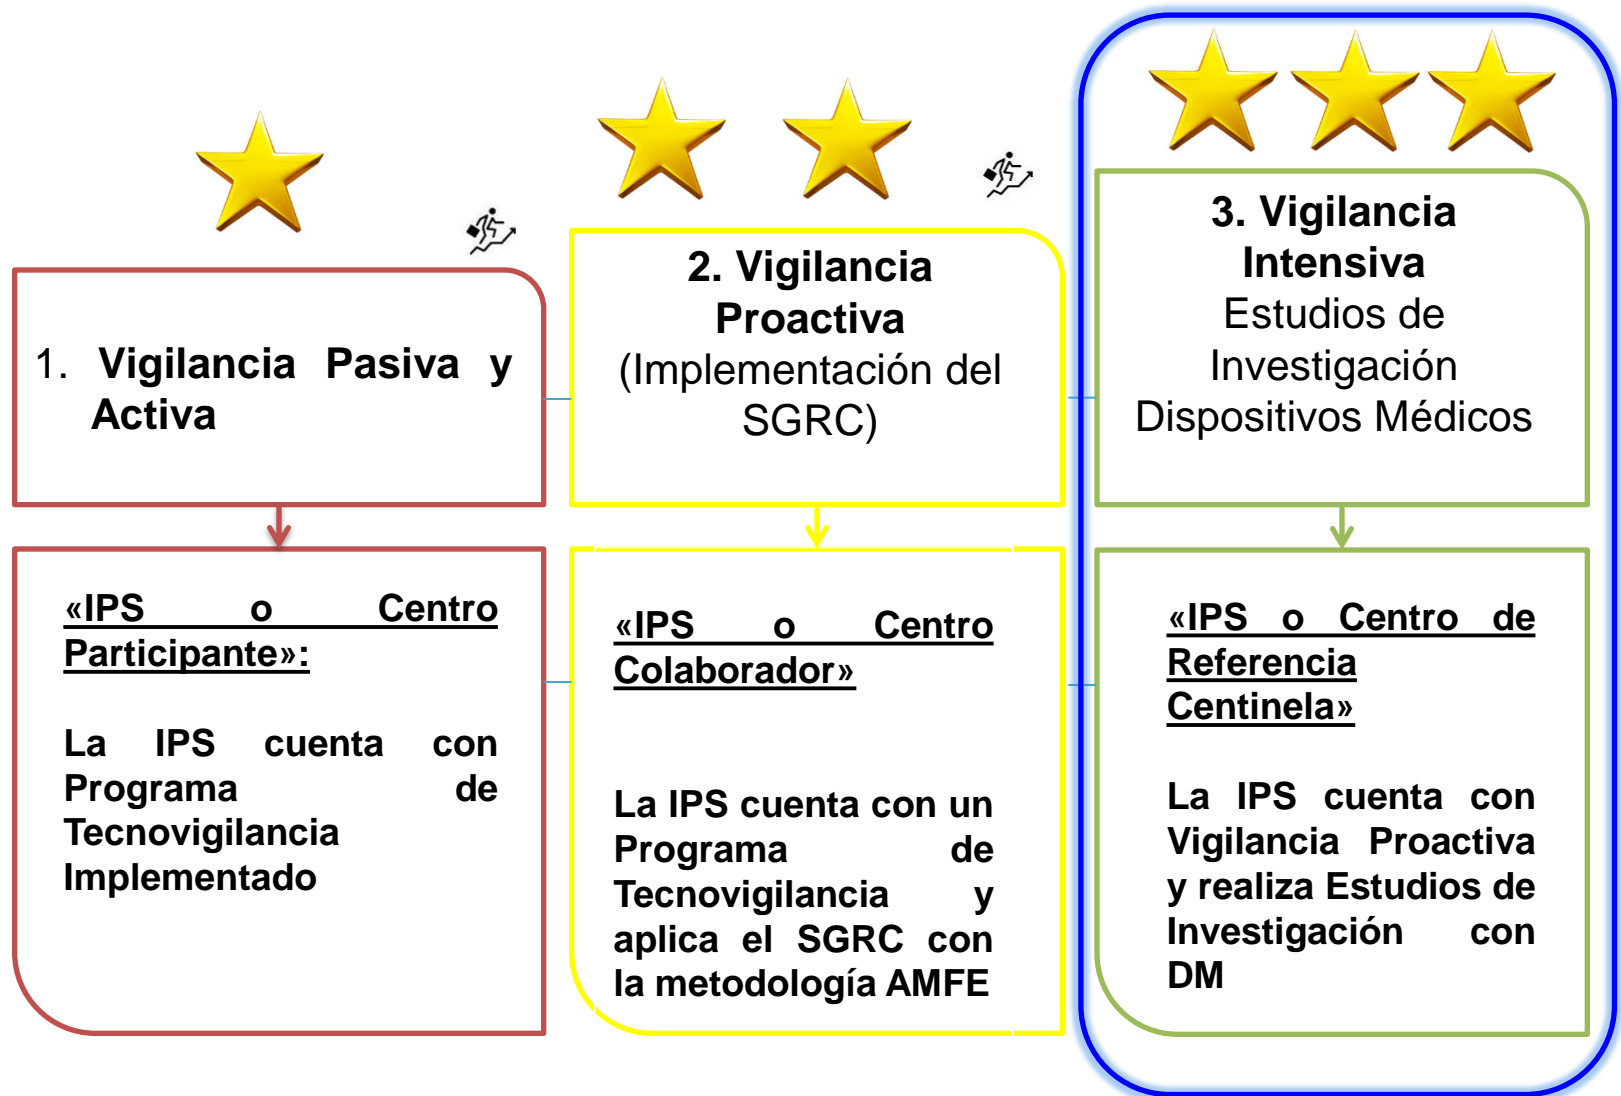 1. Vigilancia Pasiva y
Activa
2. Vigilancia
Proactiva
(Implementación del
SGRC)
3. Vigilancia
Intensiva
Estudios de
Investigación
Dispositivos Médicos
«IPS o Centro
Participante»:
La IPS cuenta con
Programa de
Tecnovigilancia
Implementado
«IPS o Centro
Colaborador»
La IPS cuenta con un
Programa de
Tecnovigilancia y
aplica el SGRC con
la metodología AMFE
«IPS o Centro de
Referencia
Centinela»
La IPS cuenta con
Vigilancia Proactiva
y realiza Estudios de
Investigación con
DM